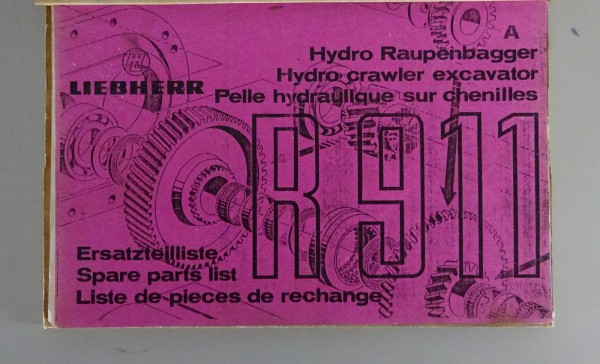 A
Hydro Raupenbagger
LIEBHERR
Hydro crawler excavator
Pelle hydraulique sur chenilles
R 911
Ersatzteilliste
Spare parts list
Liste de pieces de rechange